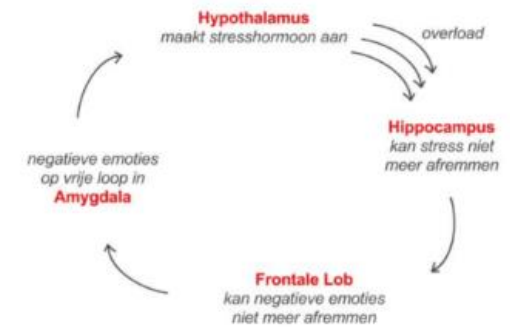 Hypothalamus
maakt stresshormoon aan
overload
Hippocampus
kan stress niet
meer afremmen
Frontale Lob
kan negatieve emoties
niet meer afremmen
negatieve emoties
op vrije loop in
Amygdala